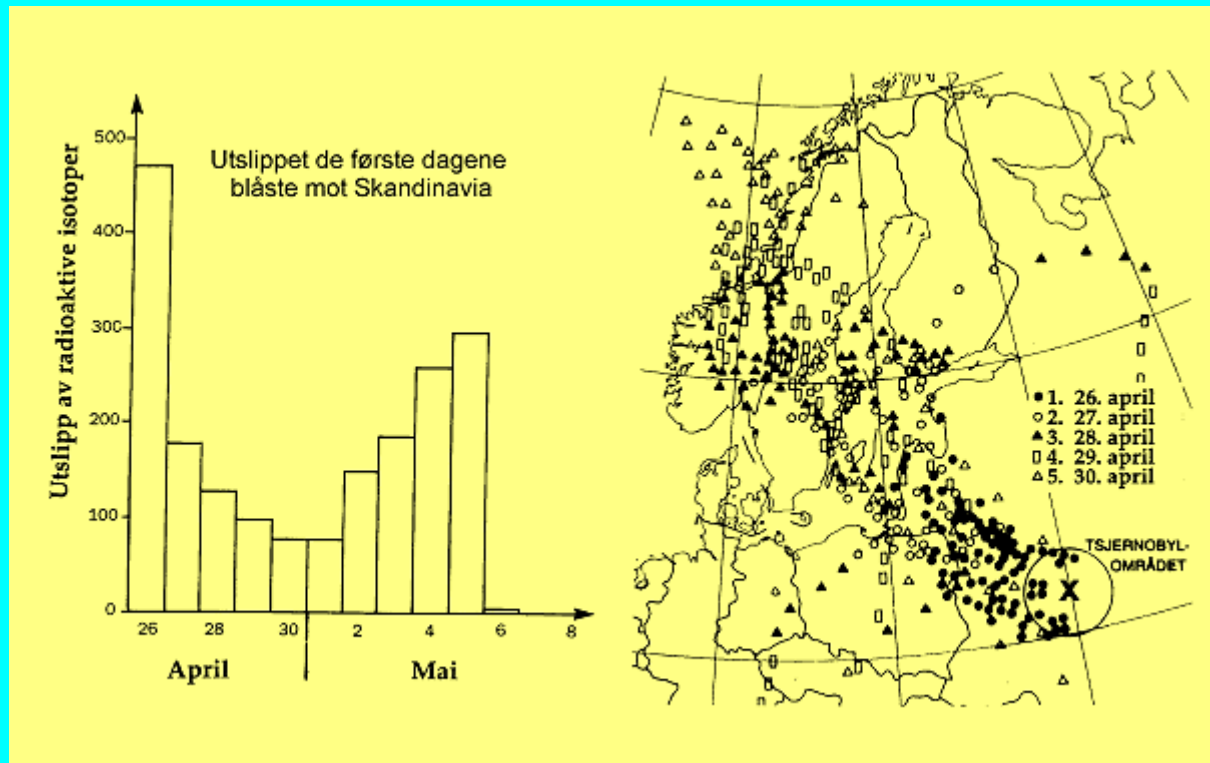 Utslippet de første dagene
blåste mot Skandinavia
Utslipp av radioaktive isotoper
500
400
300
200
100
0
26 28 30 2 4 6 8
April Mai
1. 26. april
2. 27. april
3. 28. april
4. 29. april
5. 30. april
TSJERNOBYL-
OMRÅDET
X